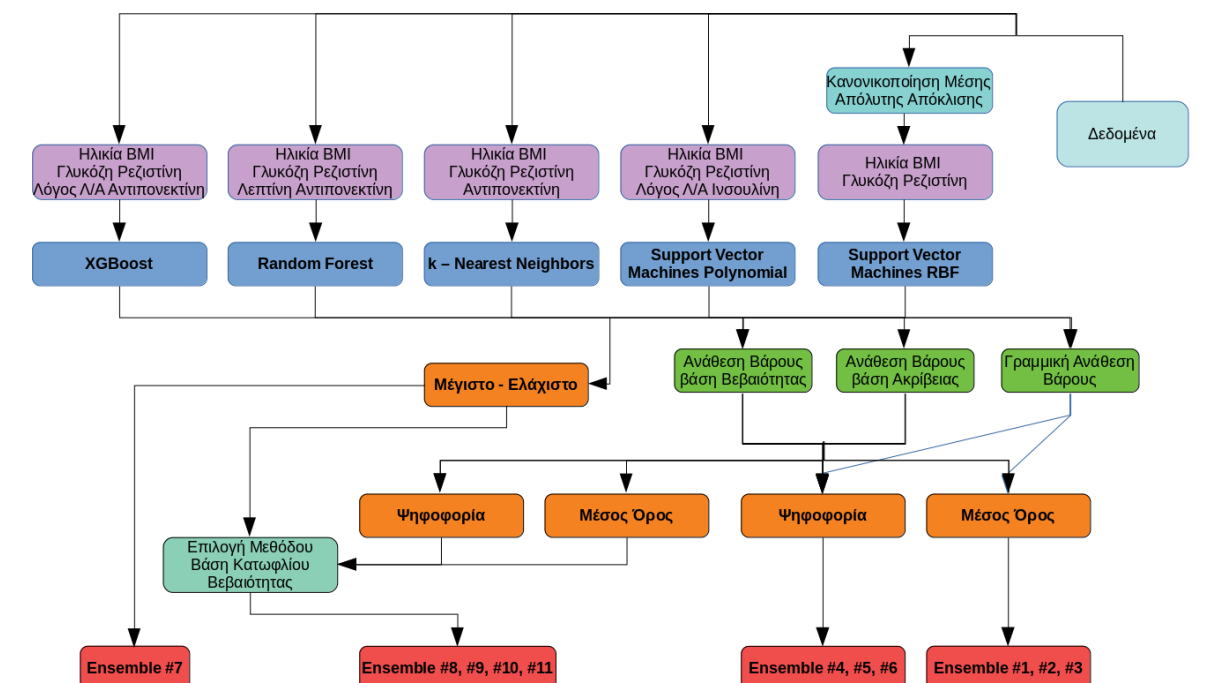 Κανονικοποίηση Μέσης
Απόλυτης Απόκλισης
Δεδομένα
Ηλικία BMI
Γλυκόζη Ρεζιστίνη
Λόγος Λ/Α Αντιπονεκτίνη
Ηλικία BMI
Γλυκόζη Ρεζιστίνη
Λεπτίνη Αντιπονεκτίνη
Ηλικία BMI
Γλυκόζη Ρεζιστίνη
Αντιπονεκτίνη
Ηλικία BMI
Γλυκόζη Ρεζιστίνη
Λόγος Λ/Α Ινσουλίνη
Ηλικία BMI
Γλυκόζη Ρεζιστίνη
XGBoost
Random Forest
k – Nearest Neighbors
Support Vector
Machines Polynomial
Support Vector
Machines RBF
Μέγιστο - Ελάχιστο
Ανάθεση Βάρους
βάση Βεβαιότητας
Ανάθεση Βάρους
βάση Ακρίβειας
Γραμμική Ανάθεση
Βάρους
Ψηφοφορία
Μέσος Όρος
Ψηφοφορία
Μέσος Όρος
Επιλογή Μεθόδου
Βάση Κατωφλίου
Βεβαιότητας
Ensemble #7
Ensemble #8, #9, #10, #11
Ensemble #4, #5, #6
Ensemble #1, #2, #3